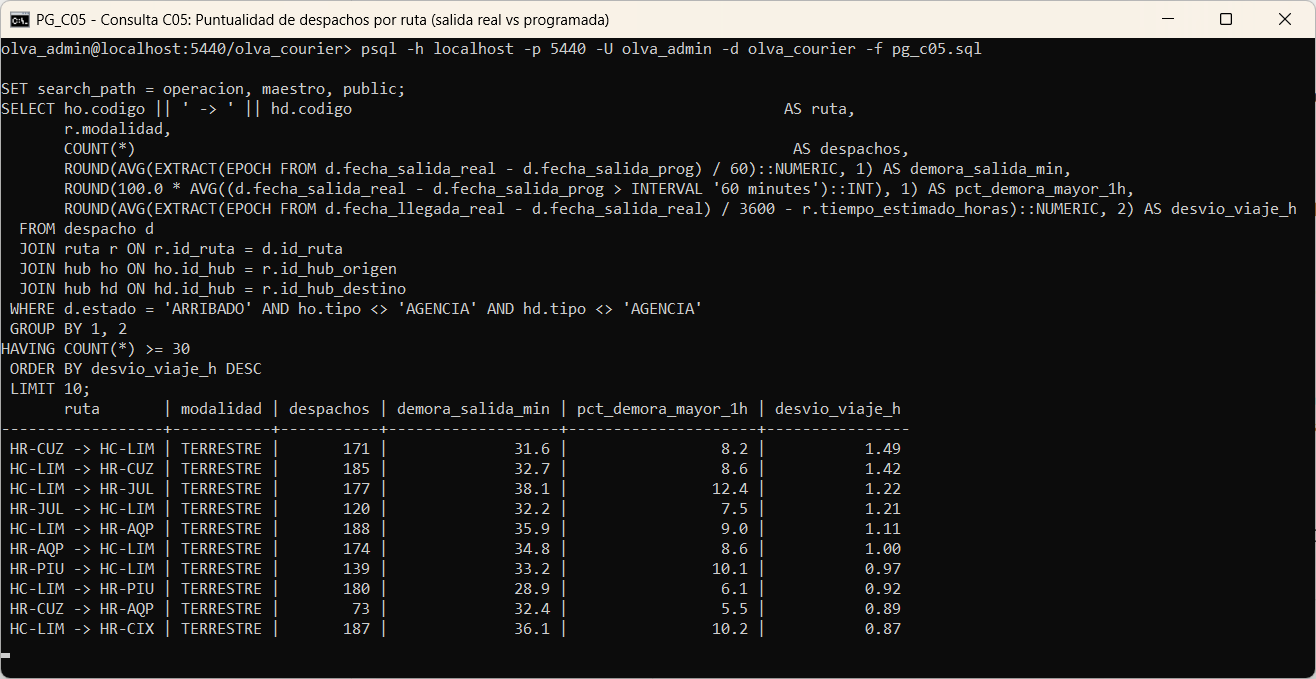 PG_C05 - Consulta C05: Puntualidad de despachos por ruta (salida real vs programada)
olva_admin@localhost:5440/olva_courier> psql -h localhost -p 5440 -U olva_admin -d olva_courier -f pg_c05.sql
SET search_path = operacion, maestro, public;
SELECT ho.codigo || ' -> ' || hd.codigo                                                AS ruta,
       r.modalidad,
       COUNT(*)                                                                         AS despachos,
       ROUND(AVG(EXTRACT(EPOCH FROM d.fecha_salida_real - d.fecha_salida_prog) / 60)::NUMERIC, 1) AS demora_salida_min,
       ROUND(100.0 * AVG((d.fecha_salida_real - d.fecha_salida_prog > INTERVAL '60 minutes')::INT), 1) AS pct_demora_mayor_1h,
       ROUND(AVG(EXTRACT(EPOCH FROM d.fecha_llegada_real - d.fecha_salida_real) / 3600 - r.tiempo_estimado_horas)::NUMERIC, 2) AS desvio_viaje_h
  FROM despacho d
  JOIN ruta r ON r.id_ruta = d.id_ruta
  JOIN hub ho ON ho.id_hub = r.id_hub_origen
  JOIN hub hd ON hd.id_hub = r.id_hub_destino
 WHERE d.estado = 'ARRIBADO' AND ho.tipo <> 'AGENCIA' AND hd.tipo <> 'AGENCIA'
 GROUP BY 1, 2
HAVING COUNT(*) >= 30
 ORDER BY desvio_viaje_h DESC
 LIMIT 10;
       ruta       | modalidad | despachos | demora_salida_min | pct_demora_mayor_1h | desvio_viaje_h
------------------+-----------+-----------+-------------------+---------------------+----------------
 HR-CUZ -> HC-LIM | TERRESTRE |       171 |              31.6 |                 8.2 |           1.49
 HC-LIM -> HR-CUZ | TERRESTRE |       185 |              32.7 |                 8.6 |           1.42
 HC-LIM -> HR-JUL | TERRESTRE |       177 |              38.1 |                12.4 |           1.22
 HR-JUL -> HC-LIM | TERRESTRE |       120 |              32.2 |                 7.5 |           1.21
 HC-LIM -> HR-AQP | TERRESTRE |       188 |              35.9 |                 9.0 |           1.11
 HR-AQP -> HC-LIM | TERRESTRE |       174 |              34.8 |                 8.6 |           1.00
 HR-PIU -> HC-LIM | TERRESTRE |       139 |              33.2 |                10.1 |           0.97
 HC-LIM -> HR-PIU | TERRESTRE |       180 |              28.9 |                 6.1 |           0.92
 HR-CUZ -> HR-AQP | TERRESTRE |        73 |              32.4 |                 5.5 |           0.89
 HC-LIM -> HR-CIX | TERRESTRE |       187 |              36.1 |                10.2 |           0.87